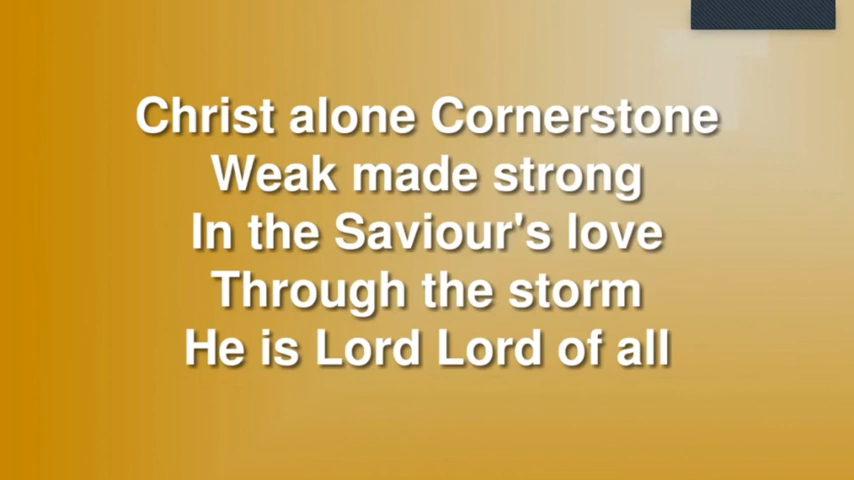 Christ alone Cornerstone
Weak made strong
In the Saviour's love
Through the storm
He is Lord Lord of all